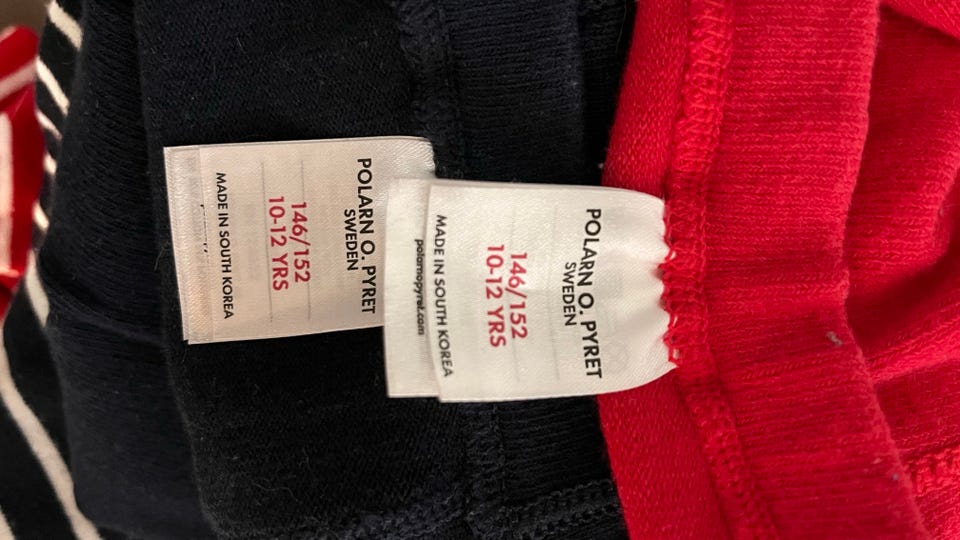 POLARN O. PYRET
SWEDEN
146/152
10-12 YRS
MADE IN SOUTH KOREA
POLARN O. PYRET
SWEDEN
146/152
10-12 YRS
MADE IN SOUTH KOREA
polarnopyret.com